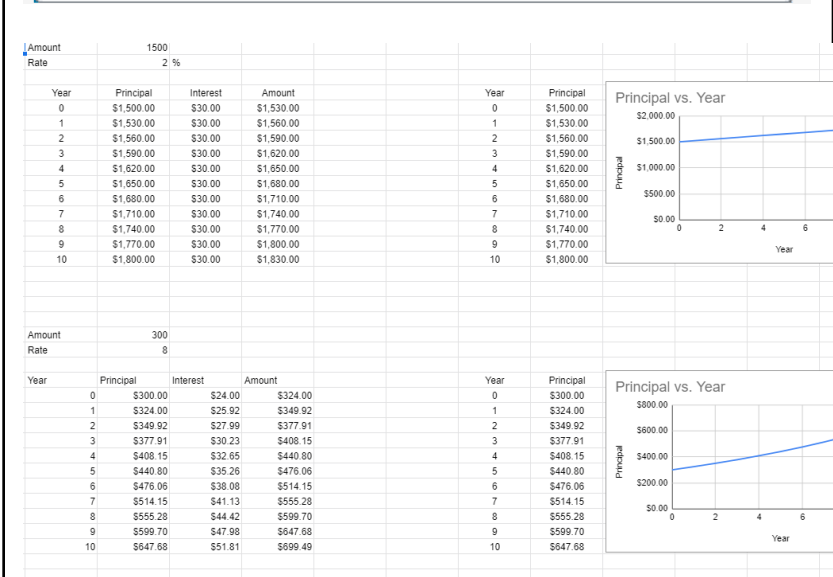 Amount 1500
Rate 2 %
Year Principal Interest Amount Year Principal
0 $1,500.00 $30.00 $1,530.00 0 $1,500.00
1 $1,530.00 $30.00 $1,560.00 1 $1,530.00
2 $1,560.00 $30.00 $1,590.00 2 $1,560.00
3 $1,590.00 $30.00 $1,620.00 3 $1,590.00
4 $1,620.00 $30.00 $1,650.00 4 $1,620.00
5 $1,650.00 $30.00 $1,680.00 5 $1,650.00
6 $1,680.00 $30.00 $1,710.00 6 $1,680.00
7 $1,710.00 $30.00 $1,740.00 7 $1,710.00
8 $1,740.00 $30.00 $1,770.00 8 $1,740.00
9 $1,770.00 $30.00 $1,800.00 9 $1,770.00
10 $1,800.00 $30.00 $1,830.00 10 $1,800.00
Principal vs. Year
$2,000.00
$1,500.00
$1,000.00
$500.00
$0.00
Principal
0 2 4 6
Year
Amount 300
Rate 8
Year Principal Interest Amount Year Principal
0 $300.00 $24.00 $324.00 0 $300.00
1 $324.00 $25.92 $349.92 1 $324.00
2 $349.92 $27.99 $377.91 2 $349.92
3 $377.91 $30.23 $408.15 3 $377.91
4 $408.15 $32.65 $440.80 4 $408.15
5 $440.80 $35.26 $476.06 5 $440.80
6 $476.06 $38.08 $514.15 6 $476.06
7 $514.15 $41.13 $555.28 7 $514.15
8 $555.28 $44.42 $599.70 8 $555.28
9 $599.70 $47.98 $647.68 9 $599.70
10 $647.68 $51.81 $699.49 10 $647.68
Principal vs. Year
$800.00
$600.00
$400.00
$200.00
$0.00
Principal
0 2 4 6
Year